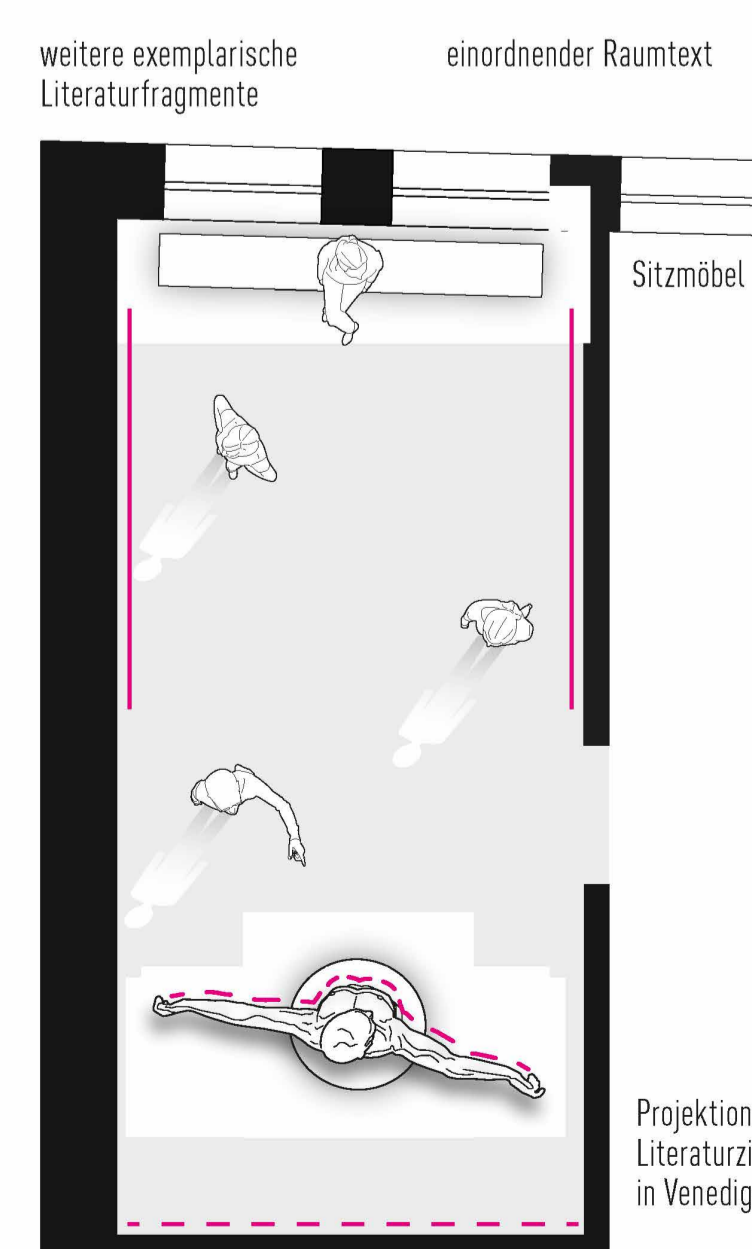 weitere exemplarische
Literaturfragmente
einordnender Raumtext
Sitzmöbel
Projektion
Literaturzi
in Venedig